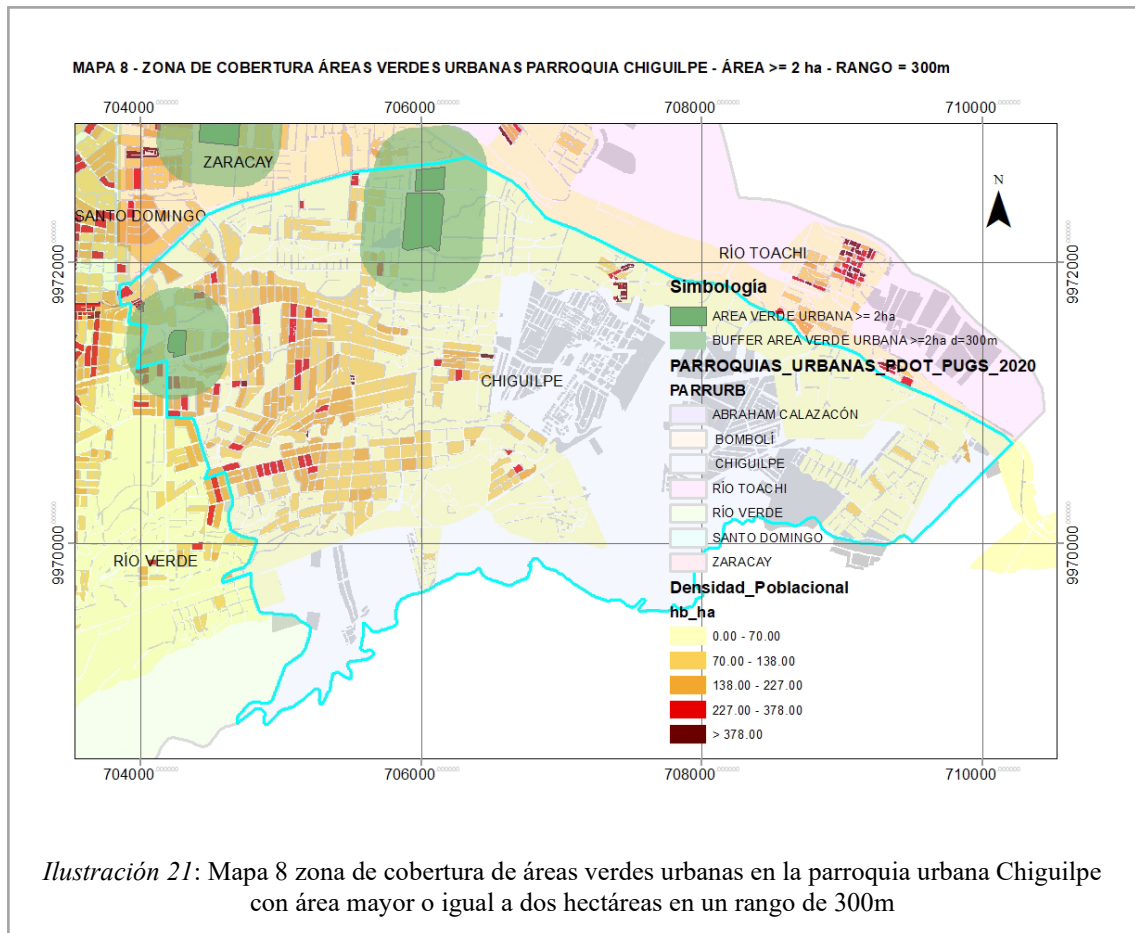 MAPA 8 - ZONA DE COBERTURA ÁREAS VERDES URBANAS PARROQUIA CHIGUILPE - ÁREA >= 2 ha - RANGO = 300m
704000 706000 708000 710000
ZARACAY
SANTO DOMINGO
N
RÍO TOACHI
9972000 9972000
CHIGUILPE
RÍO VERDE
9970000 9970000
Simbología
AREA VERDE URBANA >= 2ha
BUFFER AREA VERDE URBANA >=2ha d=300m
PARROQUIAS_URBANAS_PDOT_PUGS_2020
PARRURB
ABRAHAM CALAZACÓN
BOMBOLÍ
CHIGUILPE
RÍO TOACHI
RÍO VERDE
SANTO DOMINGO
ZARACAY
Densidad_Poblacional
hb_ha
0.00 - 70.00
70.00 - 138.00
138.00 - 227.00
227.00 - 378.00
> 378.00
704000 706000 708000 710000
Ilustración 21: Mapa 8 zona de cobertura de áreas verdes urbanas en la parroquia urbana Chiguilpe
con área mayor o igual a dos hectáreas en un rango de 300m